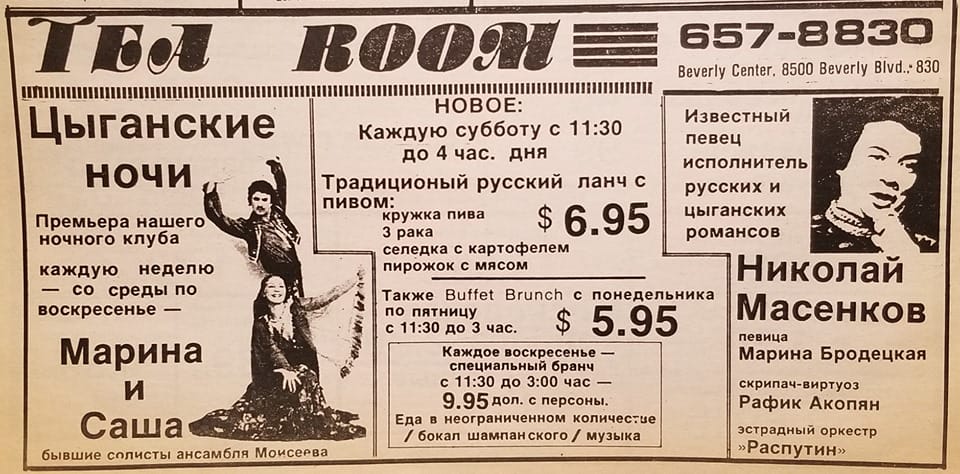 TEA ROOM
657-8830
Beverly Center, 8500 Beverly Blvd., 830
Цыганские
ночи
Премьера нашего
ночного клуба
каждую неделю
— со среды по
воскресенье —
Марина
и
Саша
бывшие солисты ансамбля Моисеева
НОВОЕ:
Каждую субботу с 11:30
до 4 час. дня
Традиционый русский ланч с
пивом:
кружка пива
3 рака
селедка с картофелем
пирожок с мясом
$ 6.95
Также Buffet Brunch с понедельника
по пятницу
с 11:30 до 3 час.
$ 5.95
Каждое воскресенье —
специальный бранч
с 11:30 до 3:00 час —
9.95 дол. с персоны.
Еда в неограниченом количестве
/ бокал шампанского / музыка
Известный
певец
исполнитель
русских и
цыганских
романсов
Николай
Масенков
певица
Марина Бродецкая
скрипач-виртуоз
Рафик Акопян
эстрадный оркестр
»Распутин»